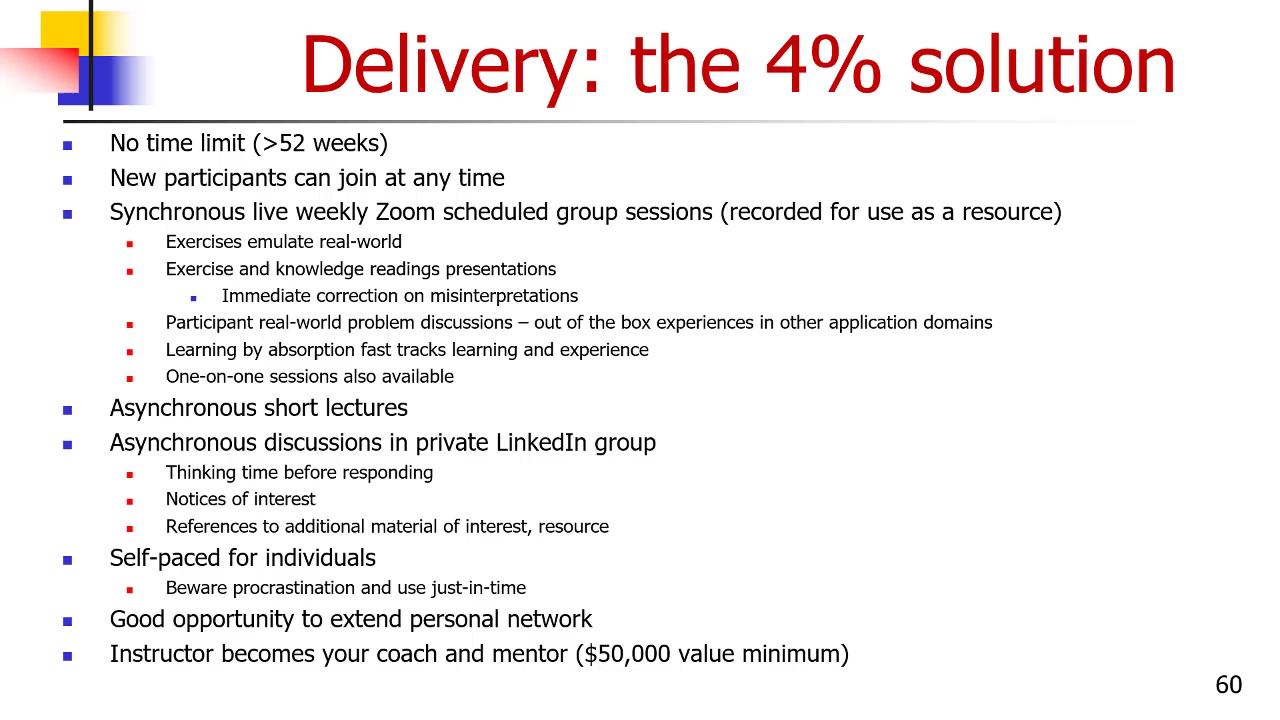 Delivery: the 4% solution
No time limit (>52 weeks)
New participants can join at any time
Synchronous live weekly Zoom scheduled group sessions (recorded for use as a resource)
Exercises emulate real-world
Exercise and knowledge readings presentations
Immediate correction on misinterpretations
Participant real-world problem discussions – out of the box experiences in other application domains
Learning by absorption fast tracks learning and experience
One-on-one sessions also available
Asynchronous short lectures
Asynchronous discussions in private LinkedIn group
Thinking time before responding
Notices of interest
References to additional material of interest, resource
Self-paced for individuals
Beware procrastination and use just-in-time
Good opportunity to extend personal network
Instructor becomes your coach and mentor ($50,000 value minimum)
60